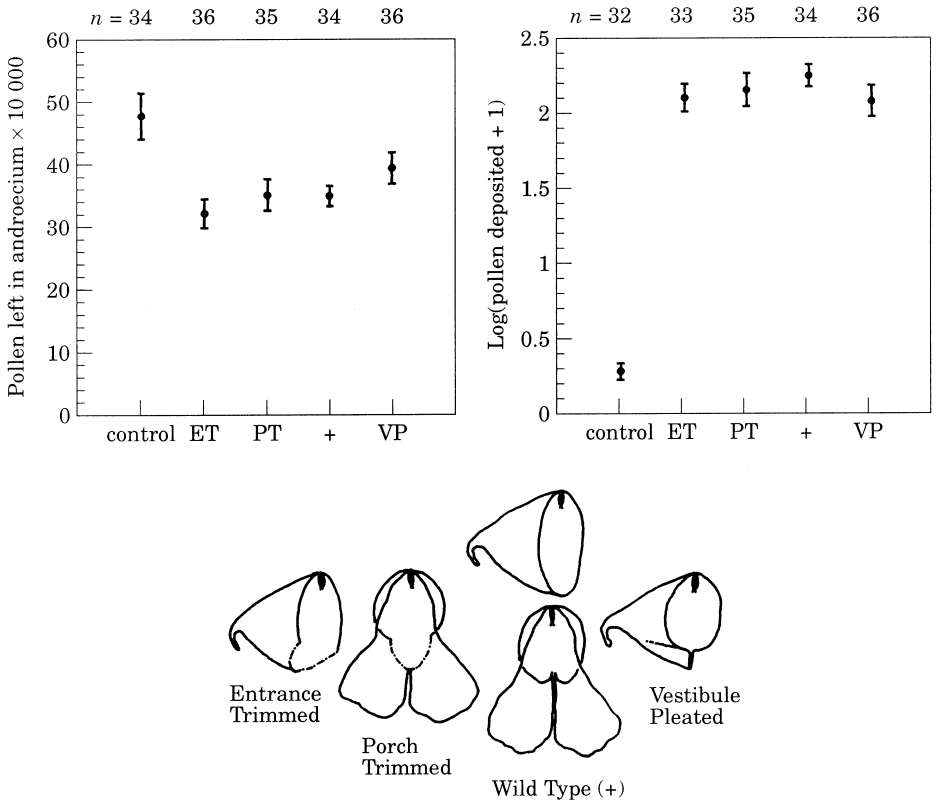 n = 34 36 35 34 36
Pollen left in androecium × 10 000
60
50
40
30
20
10
0
control ET PT + VP
n = 32 33 35 34 36
Log(pollen deposited + 1)
2.5
2
1.5
1
0.5
0
control ET PT + VP
Entrance
Trimmed
Porch
Trimmed
Wild Type (+)
Vestibule
Pleated